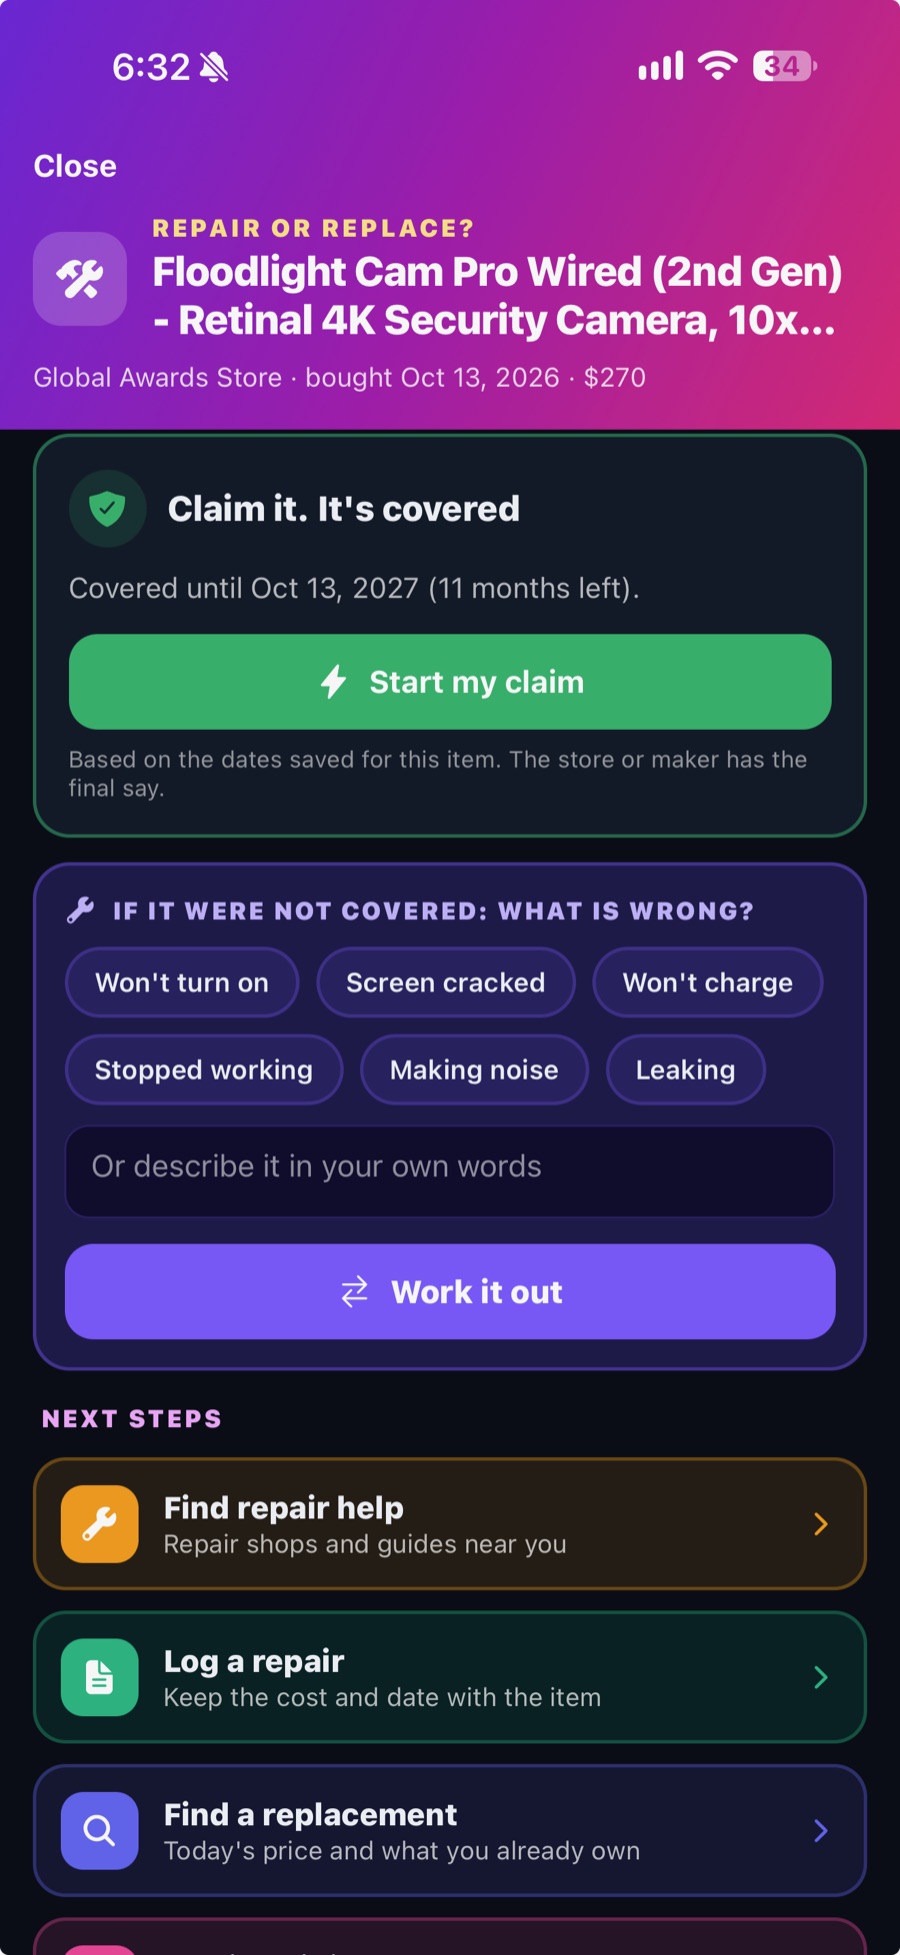 6:32
34
Close
REPAIR OR REPLACE?
Floodlight Cam Pro Wired (2nd Gen)
- Retinal 4K Security Camera, 10x...
Global Awards Store · bought Oct 13, 2026 · $270
Claim it. It's covered
Covered until Oct 13, 2027 (11 months left).
Start my claim
Based on the dates saved for this item. The store or maker has the
final say.
IF IT WERE NOT COVERED: WHAT IS WRONG?
Won't turn on
Screen cracked
Won't charge
Stopped working
Making noise
Leaking
Or describe it in your own words
Work it out
NEXT STEPS
Find repair help
Repair shops and guides near you
Log a repair
Keep the cost and date with the item
Find a replacement
Today's price and what you already own